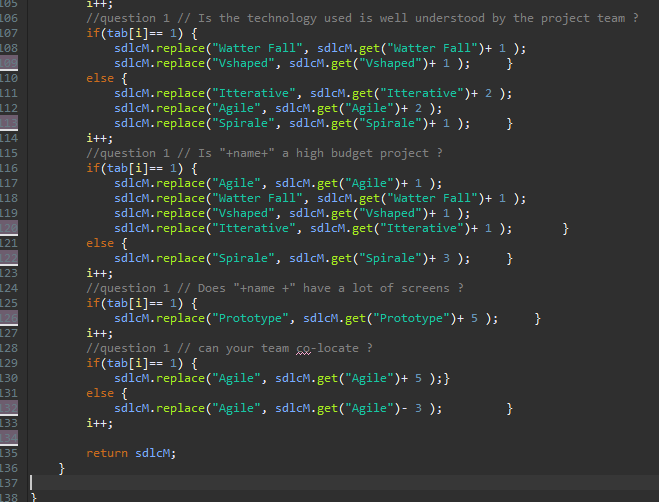 105 i++;
106 //question 1 // Is the technology used is well understood by the project team ?
107 if(tab[i]== 1) {
108 sdlcM.replace("Watter Fall", sdlcM.get("Watter Fall")+ 1 );
109 sdlcM.replace("Vshaped", sdlcM.get("Vshaped")+ 1 ); }
110 else {
111 sdlcM.replace("Itterative", sdlcM.get("Itterative")+ 2 );
112 sdlcM.replace("Agile", sdlcM.get("Agile")+ 2 );
113 sdlcM.replace("Spirale", sdlcM.get("Spirale")+ 1 ); }
114 i++;
115 //question 1 // Is "+name+" a high budget project ?
116 if(tab[i]== 1) {
117 sdlcM.replace("Agile", sdlcM.get("Agile")+ 1 );
118 sdlcM.replace("Watter Fall", sdlcM.get("Watter Fall")+ 1 );
119 sdlcM.replace("Vshaped", sdlcM.get("Vshaped")+ 1 );
120 sdlcM.replace("Itterative", sdlcM.get("Itterative")+ 1 ); }
121 else {
122 sdlcM.replace("Spirale", sdlcM.get("Spirale")+ 3 ); }
123 i++;
124 //question 1 // Does "+name +" have a lot of screens ?
125 if(tab[i]== 1) {
126 sdlcM.replace("Prototype", sdlcM.get("Prototype")+ 5 ); }
127 i++;
128 //question 1 // can your team co-locate ?
129 if(tab[i]== 1) {
130 sdlcM.replace("Agile", sdlcM.get("Agile")+ 5 );}
131 else {
132 sdlcM.replace("Agile", sdlcM.get("Agile")- 3 ); }
133 i++;
134
135 return sdlcM;
136 }
137
138 }